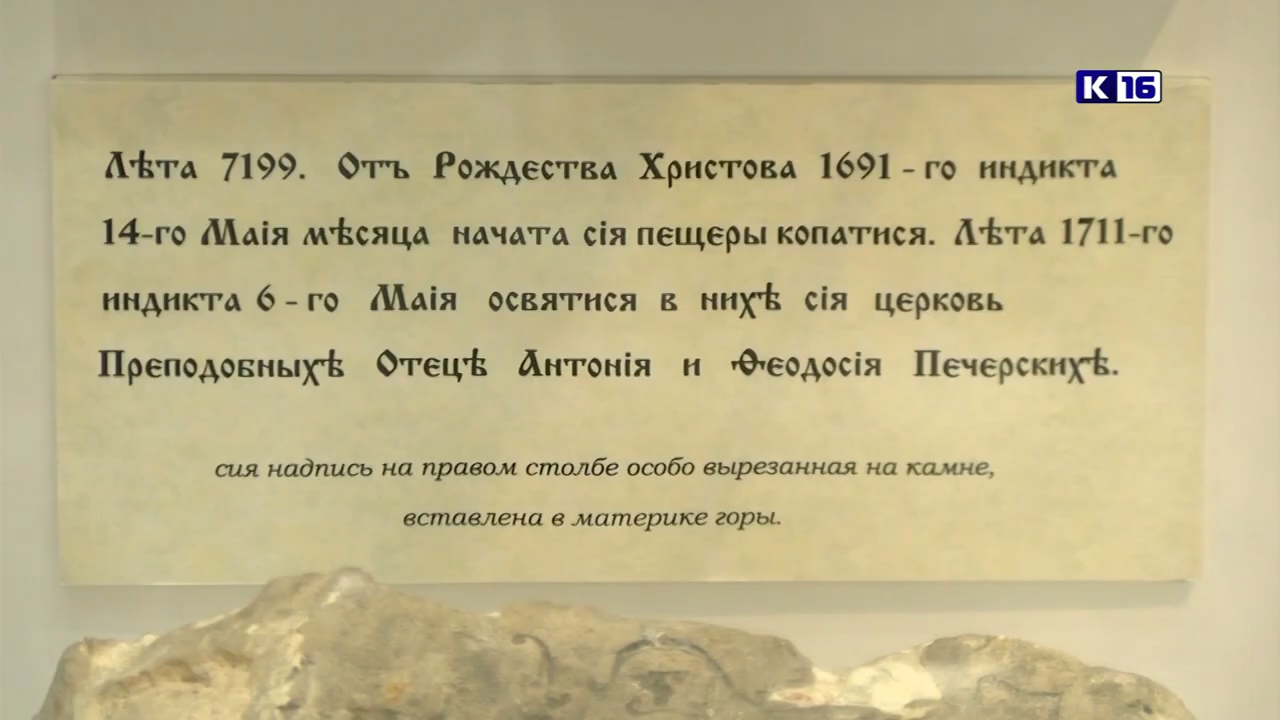 К 16
Лѣта 7199. Отъ Рождества Христова 1691 - го индикта
14-го Маія мѣсяца начата сія пещеры копатися. Лѣта 1711-го
индикта 6 - го Маія освятися в нихѣ сія церковь
Преподобныхѣ Отецѣ Антонія и Ѳеодосія Печерскихѣ.
сия надпись на правом столбе особо вырезанная на камне,
вставлена в материке горы.